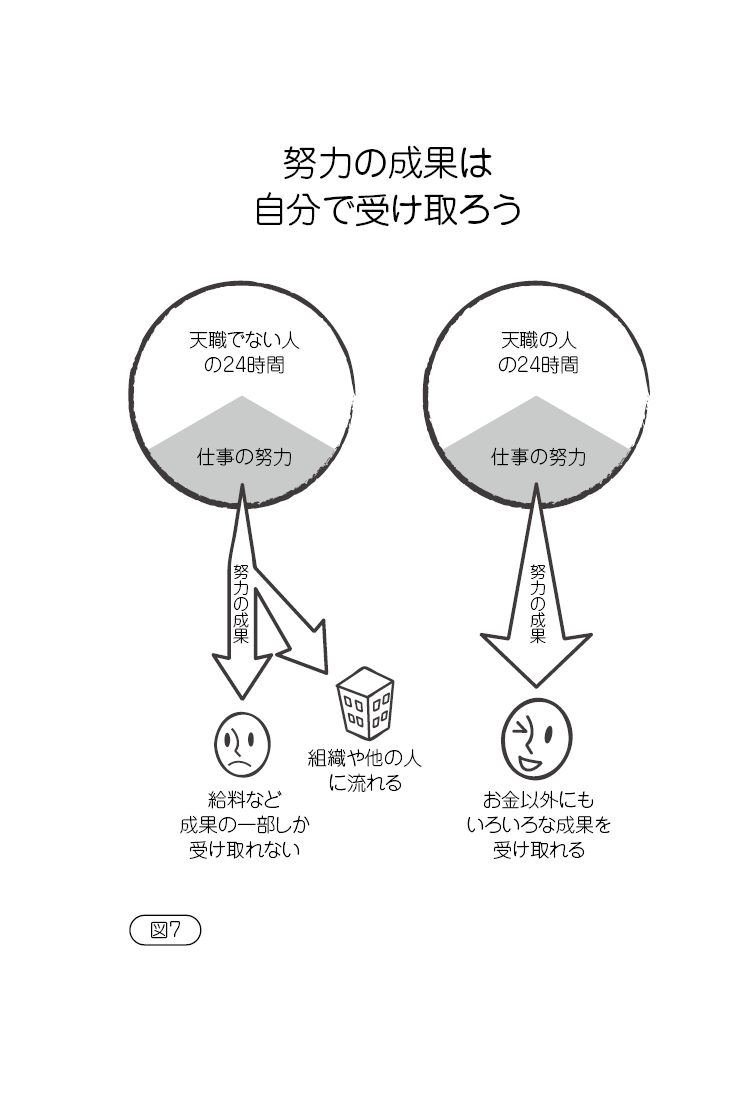 努力の成果は
自分で受け取ろう
天職でない人
の24時間
仕事の努力
努力の成果
給料など
成果の一部しか
受け取れない
組織や他の人
に流れる
天職の人
の24時間
仕事の努力
努力の成果
お金以外にも
いろいろな成果を
受け取れる
図7